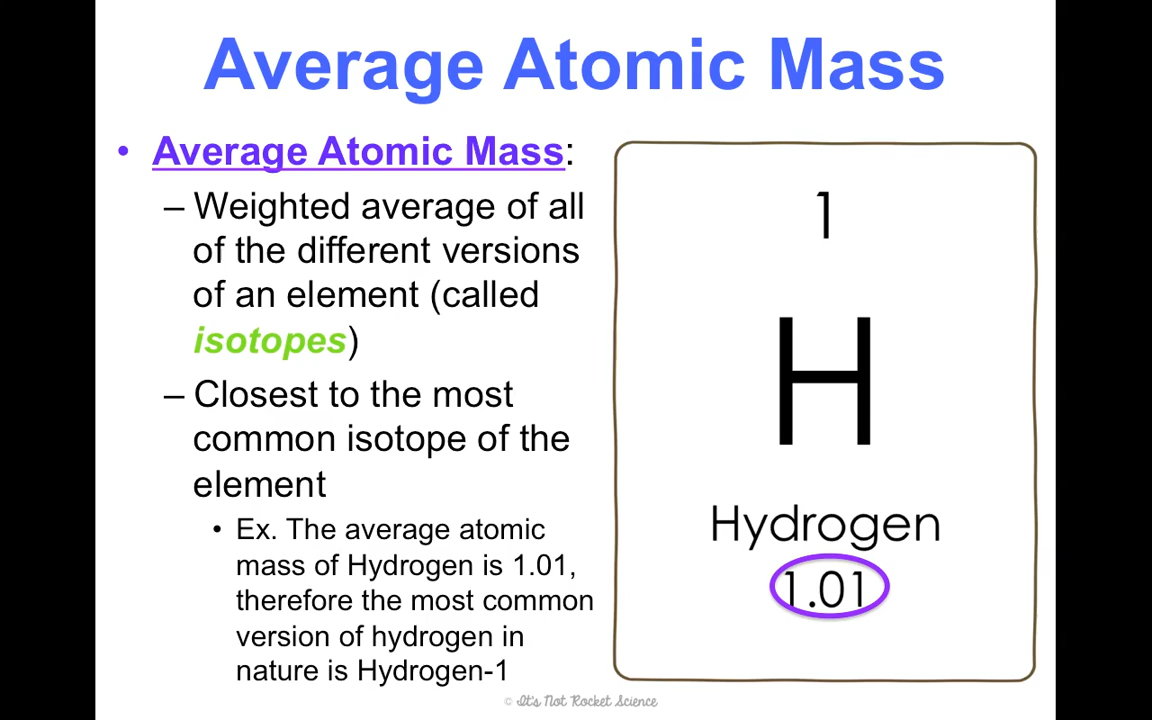 Average Atomic Mass
• Average Atomic Mass:
– Weighted average of all
of the different versions
of an element (called
isotopes)
– Closest to the most
common isotope of the
element
• Ex. The average atomic
mass of Hydrogen is 1.01,
therefore the most common
version of hydrogen in
nature is Hydrogen-1
1
H
Hydrogen
1.01
© It's Not Rocket Science